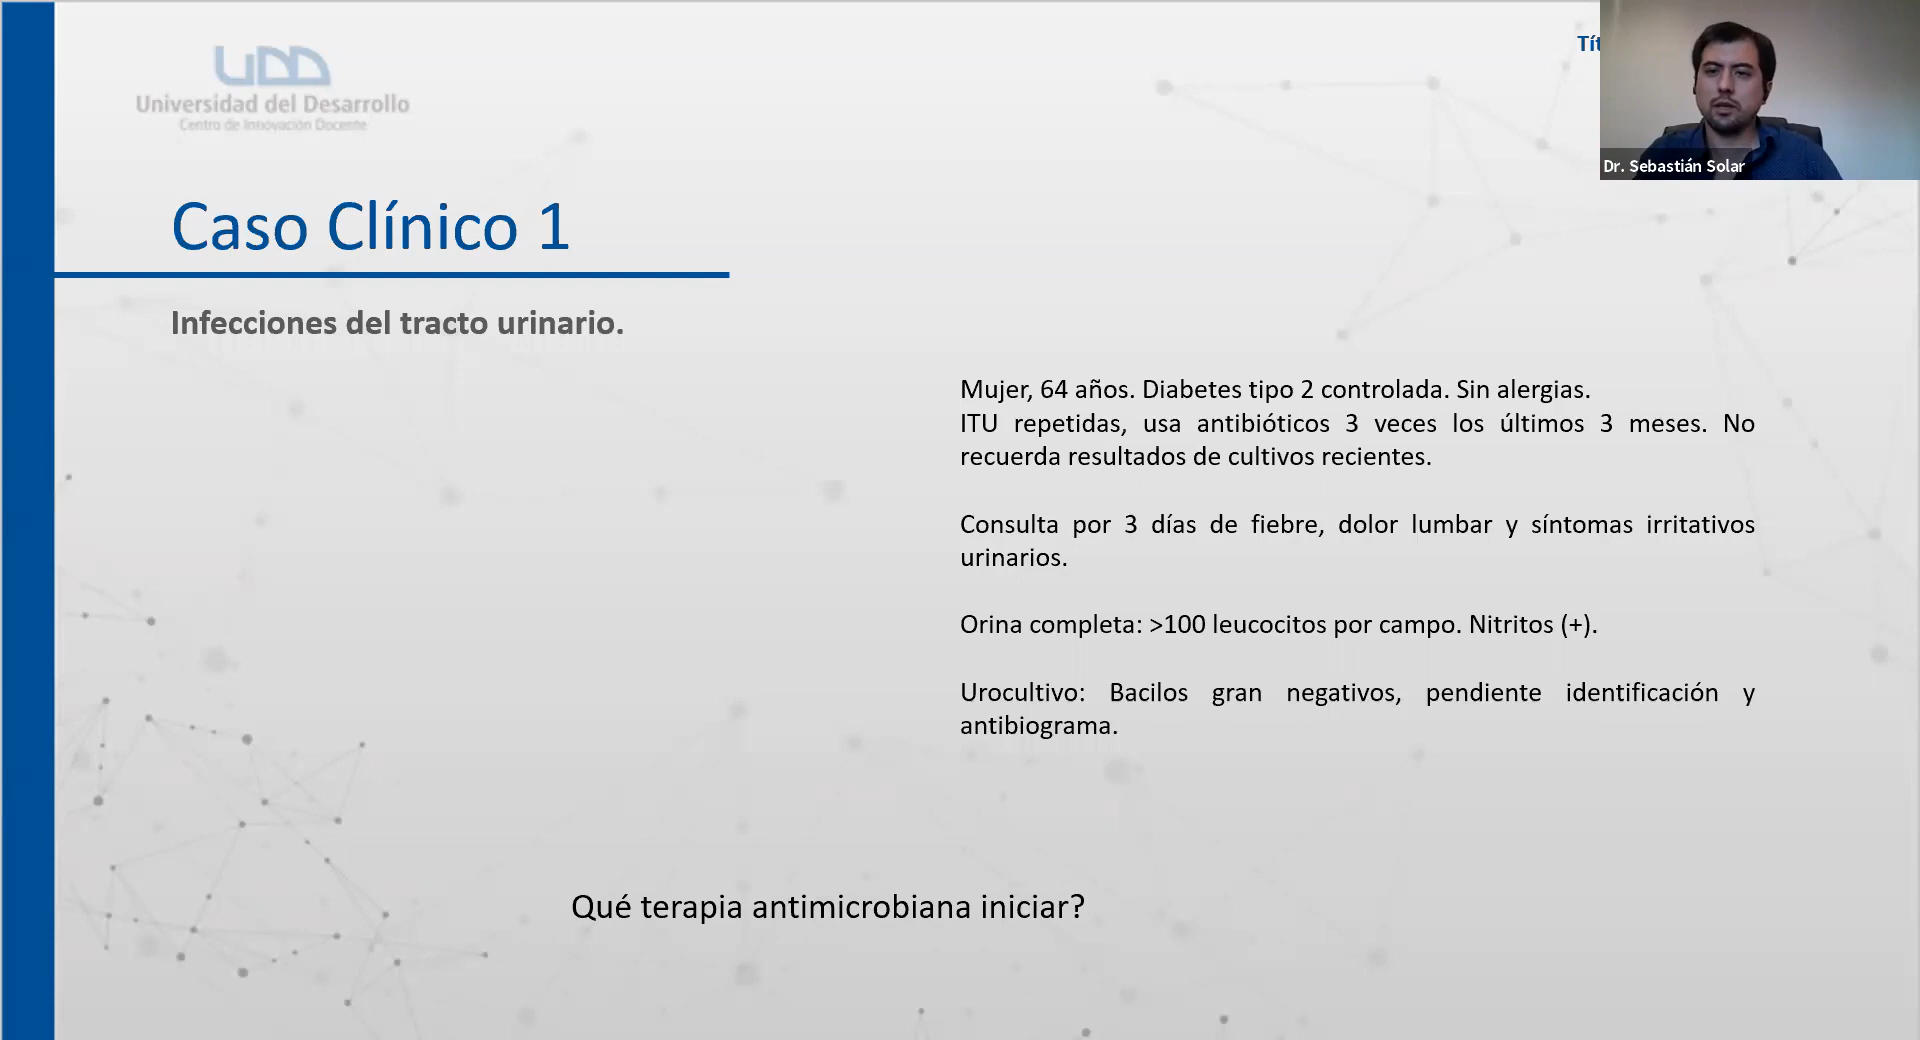 UDD
Universidad del Desarrollo
Centro de Innovación Docente
Tít
Dr. Sebastián Solar
Caso Clínico 1
Infecciones del tracto urinario.
Mujer, 64 años. Diabetes tipo 2 controlada. Sin alergias.
ITU repetidas, usa antibióticos 3 veces los últimos 3 meses. No
recuerda resultados de cultivos recientes.
Consulta por 3 días de fiebre, dolor lumbar y síntomas irritativos
urinarios.
Orina completa: >100 leucocitos por campo. Nitritos (+).
Urocultivo: Bacilos gran negativos, pendiente identificación y
antibiograma.
Qué terapia antimicrobiana iniciar?